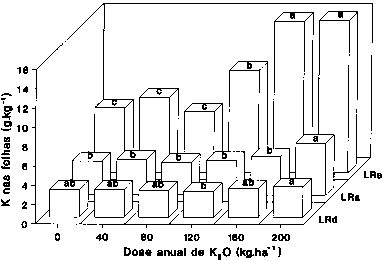 a a
16
14
12
10
8
6
4
2
0
K nas folhas (g.kg⁻¹)
c c c b
b b b b b a
ab ab ab b ab a
LRe
LRa
LRd
0 40 80 120 160 200
Dose anual de K₂O (kg.ha⁻¹)